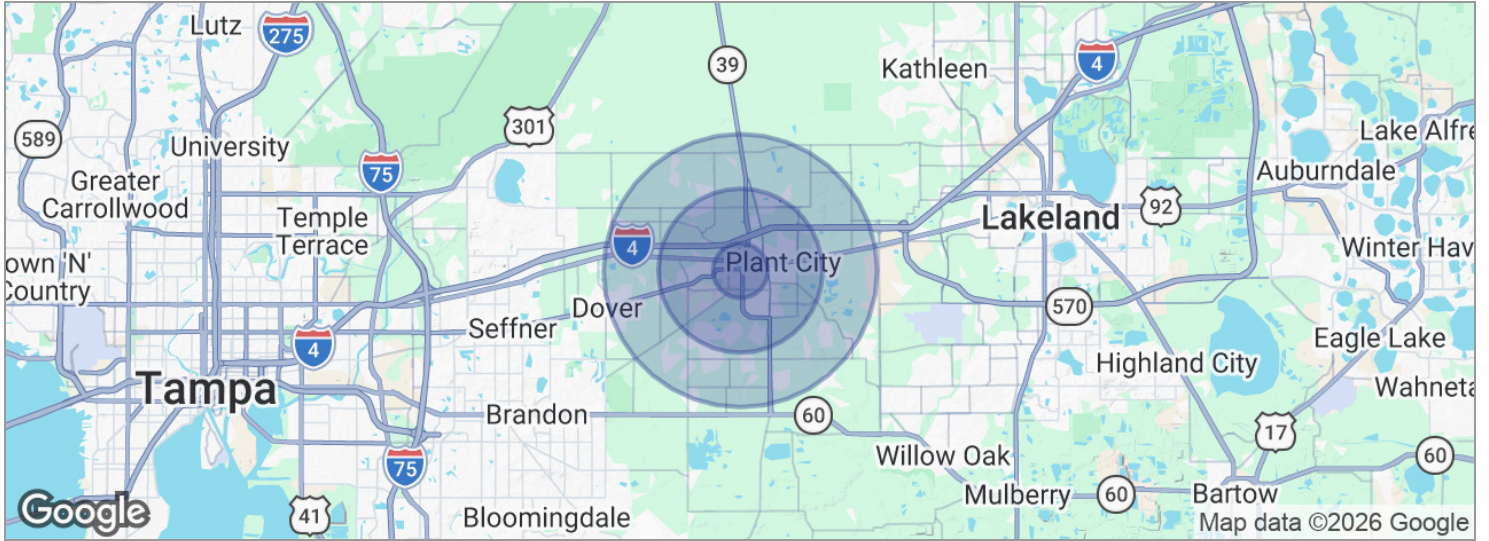 Lutz
275
39
Kathleen
4
589
301
Lake Alfre
University
75
Auburndale
Greater
Carrollwood
Temple
Terrace
Lakeland
92
own 'N'
Country
4
Plant City
Winter Hav
Dover
570
Seffner
4
Eagle Lake
Highland City
Tampa
Wahneta
Brandon
60
17
75
Willow Oak
60
Mulberry
60
Bartow
Google
41
Bloomingdale
Map data ©2026 Google